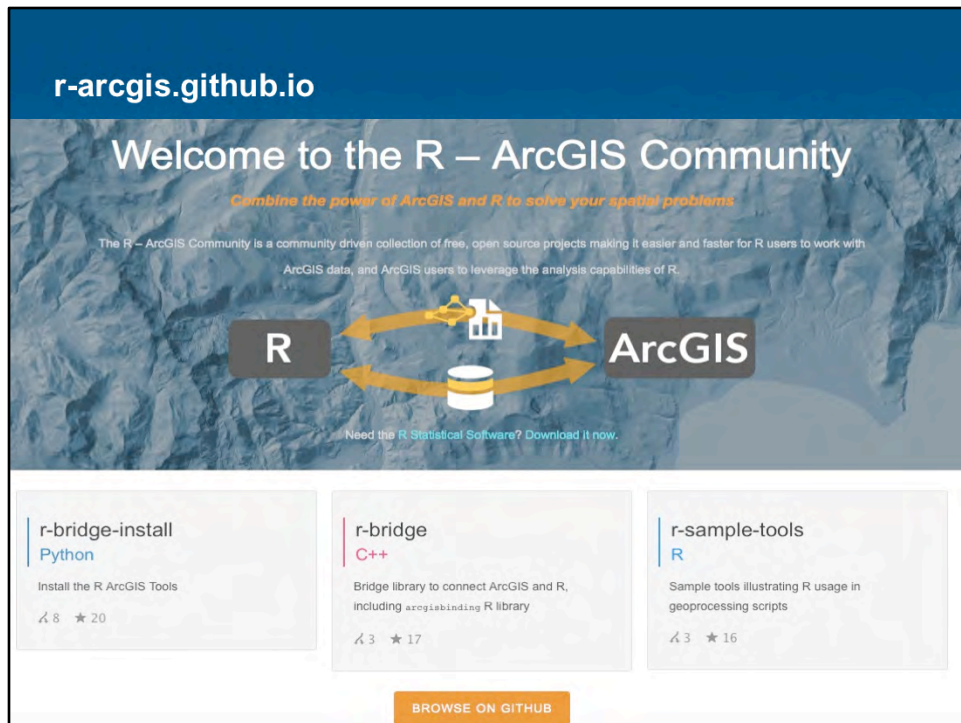 r-arcgis.github.io
Welcome to the R – ArcGIS Community
Combine the power of ArcGIS and R to solve your spatial problems
The R – ArcGIS Community is a community driven collection of free, open source projects making it easier and faster for R users to work with
ArcGIS data, and ArcGIS users to leverage the analysis capabilities of R.
R
ArcGIS
Need the R Statistical Software? Download it now.
r-bridge-install
Python
Install the R ArcGIS Tools
8 ★ 20
r-bridge
C++
Bridge library to connect ArcGIS and R,
including arcgisbinding R library
3 ★ 17
r-sample-tools
R
Sample tools illustrating R usage in
geoprocessing scripts
3 ★ 16
BROWSE ON GITHUB